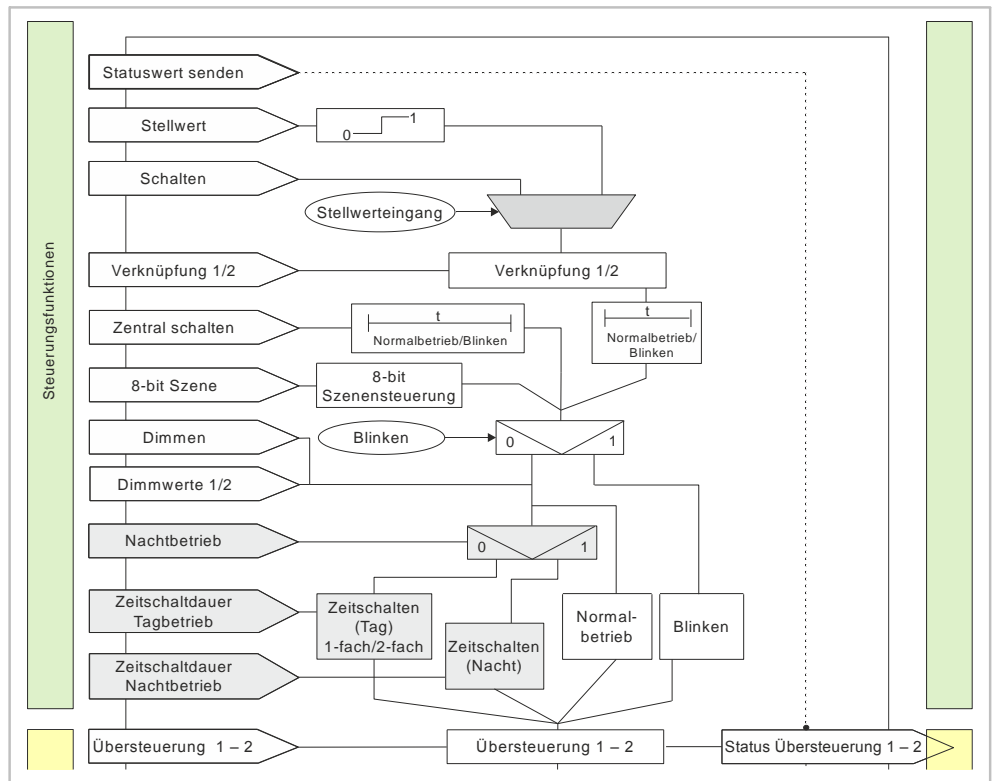 Steuerungsfunktionen
Statuswert senden
Stellwert
0
1
Schalten
Stellwerteingang
Verknüpfung 1/2
Verknüpfung 1/2
Zentral schalten
t
Normalbetrieb/Blinken
t
Normalbetrieb/
Blinken
8-bit Szene
8-bit
Szenensteuerung
Dimmen
Blinken
0
1
Dimmwerte 1/2
Nachtbetrieb
0
1
Zeitschaltdauer
Tagbetrieb
Zeitschalten
(Tag)
1-fach/2-fach
Zeitschalten
(Nacht)
Normal-
betrieb
Blinken
Zeitschaltdauer
Nachtbetrieb
Übersteuerung 1 – 2
Übersteuerung 1 – 2
Status Übersteuerung 1 – 2